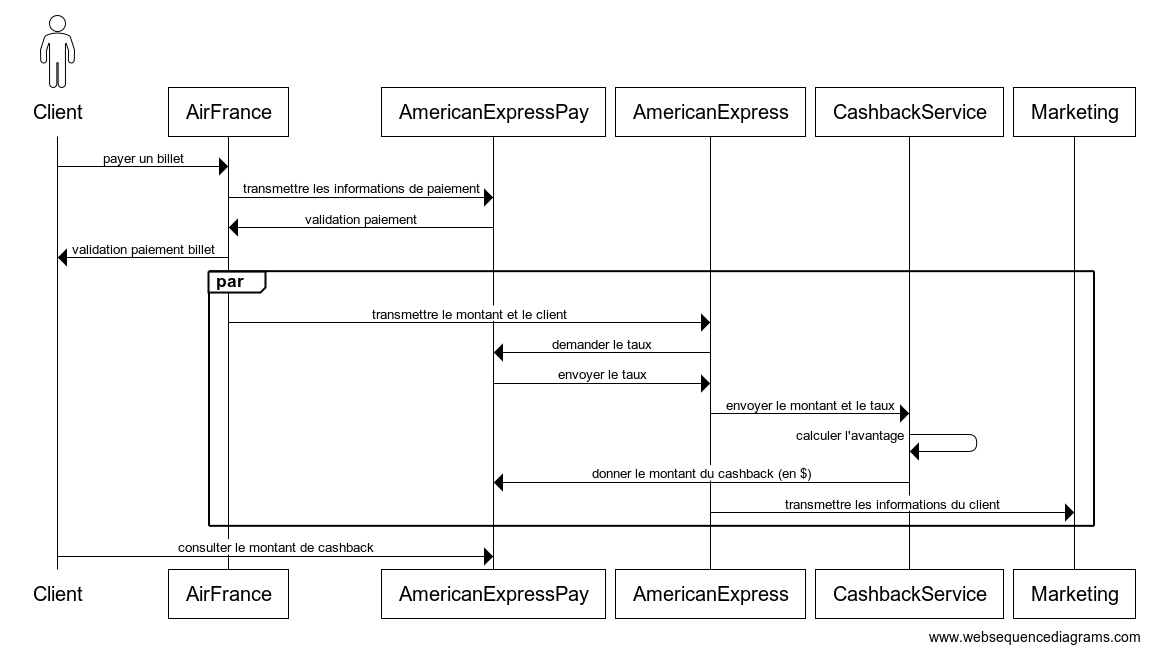 Client
AirFrance
AmericanExpressPay
AmericanExpress
CashbackService
Marketing
payer un billet
transmettre les informations de paiement
validation paiement
validation paiement billet
par
transmettre le montant et le client
demander le taux
envoyer le taux
envoyer le montant et le taux
calculer l'avantage
donner le montant du cashback (en $)
transmettre les informations du client
consulter le montant de cashback
Client
AirFrance
AmericanExpressPay
AmericanExpress
CashbackService
Marketing
www.websequencediagrams.com